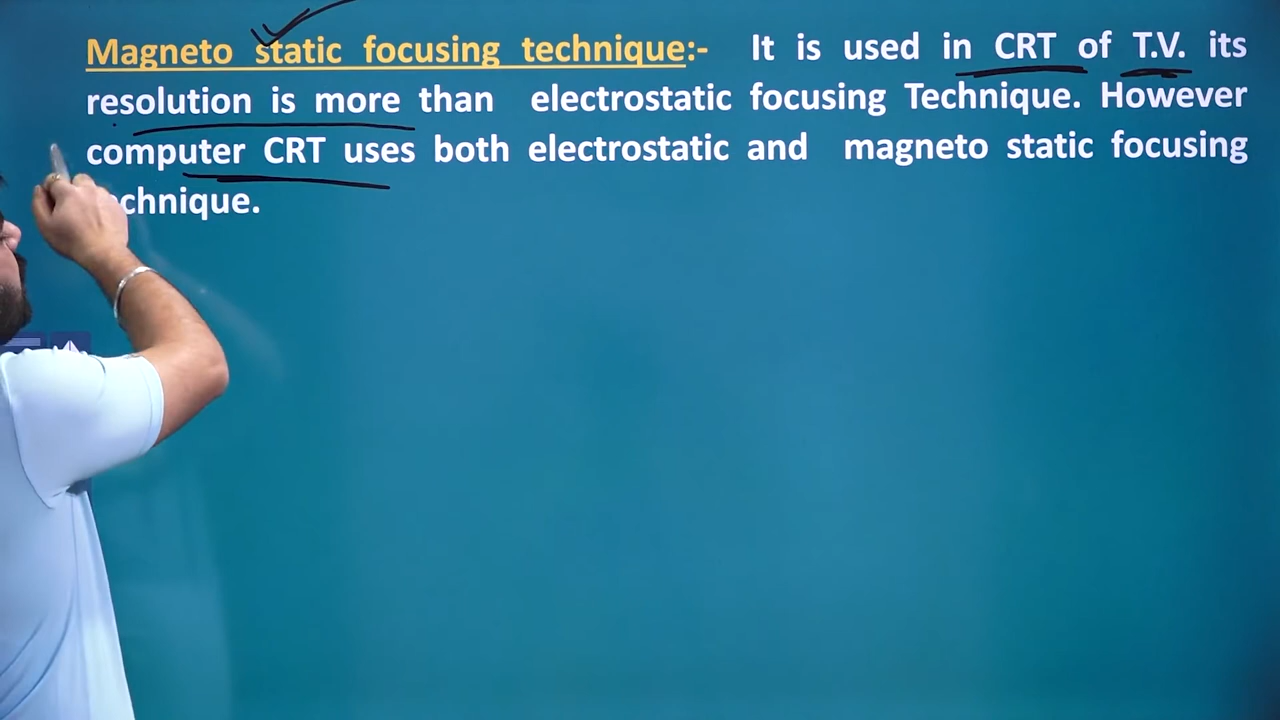 Magneto static focusing technique:- It is used in CRT of T.V. its
resolution is more than electrostatic focusing Technique. However
computer CRT uses both electrostatic and magneto static focusing